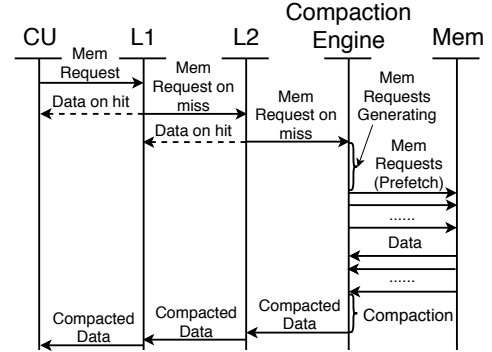 Compaction
Engine
CU
L1
L2
Mem
Mem
Request
Mem
Request on
miss
Data on hit
Mem
Request on
miss
Data on hit
Mem
Requests
Generating
Mem
Requests
(Prefetch)
......
Data
......
Compaction
Compacted
Data
Compacted
Data
Compacted
Data